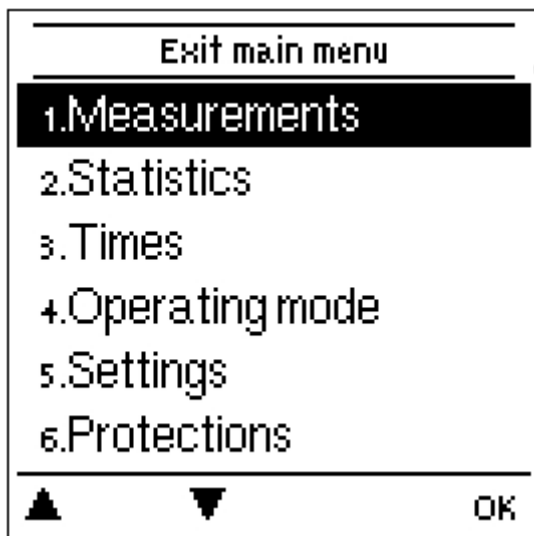 Exit main menu
1.Measurements
2.Statistics
3.Times
4.Operating mode
5.Settings
6.Protections
▲ ▼ OK